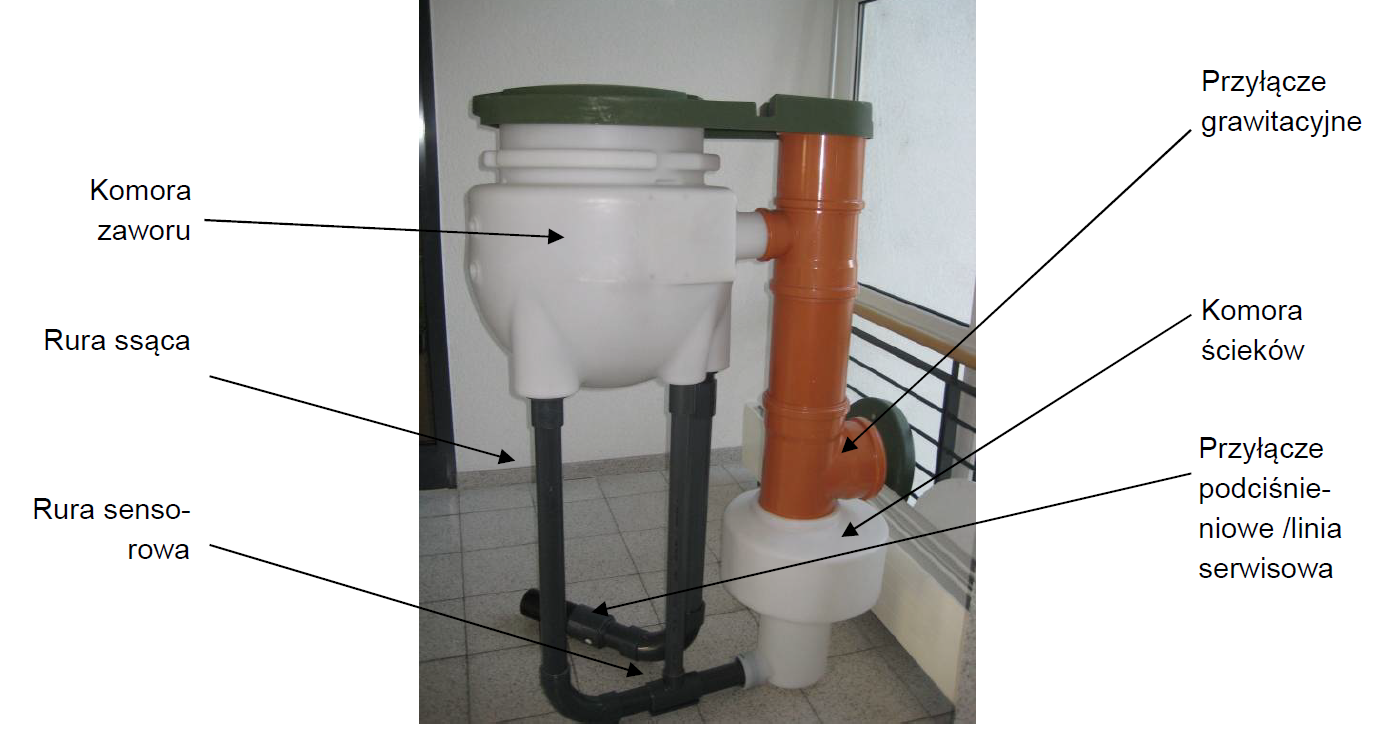 Komora
zaworu
Rura ssąca
Rura senso-
rowa
Przyłącze
grawitacyjne
Komora
ścieków
Przyłącze
podciśnie-
niowe /linia
serwisowa